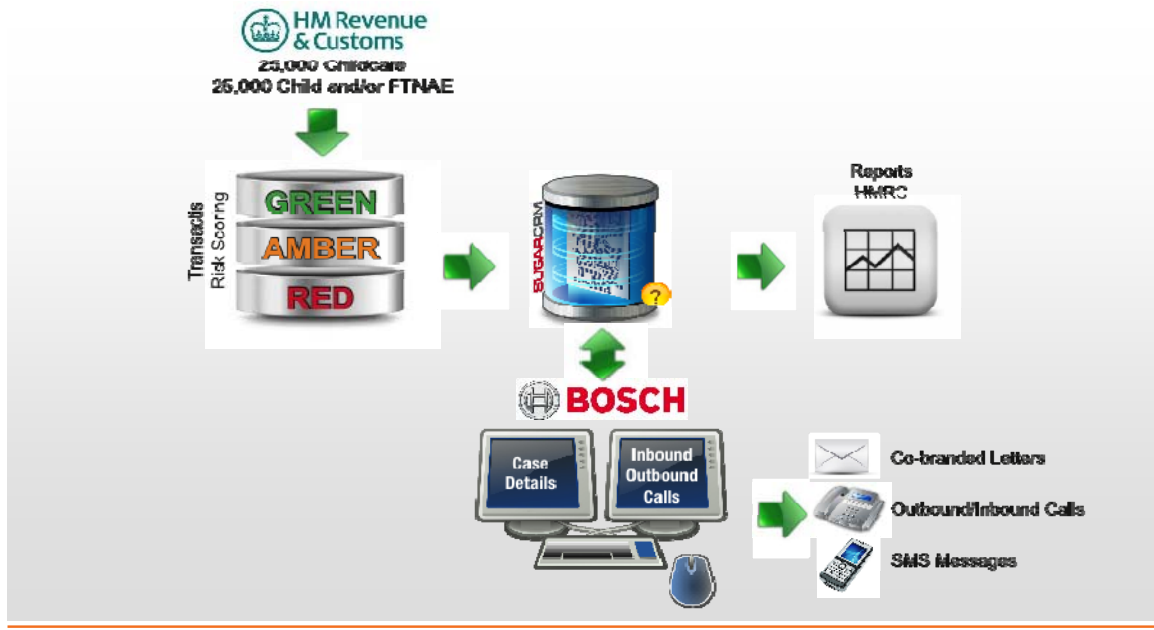 HM Revenue
& Customs
25,000 Childcare
25,000 Child and/or FTNAE
Transactis
Risk Scoring
GREEN
AMBER
RED
SUGARCRM
?
Reports
HMRC
BOSCH
Case
Details
Inbound
Outbound
Calls
Co-branded Letters
Outbound/Inbound Calls
SMS Messages